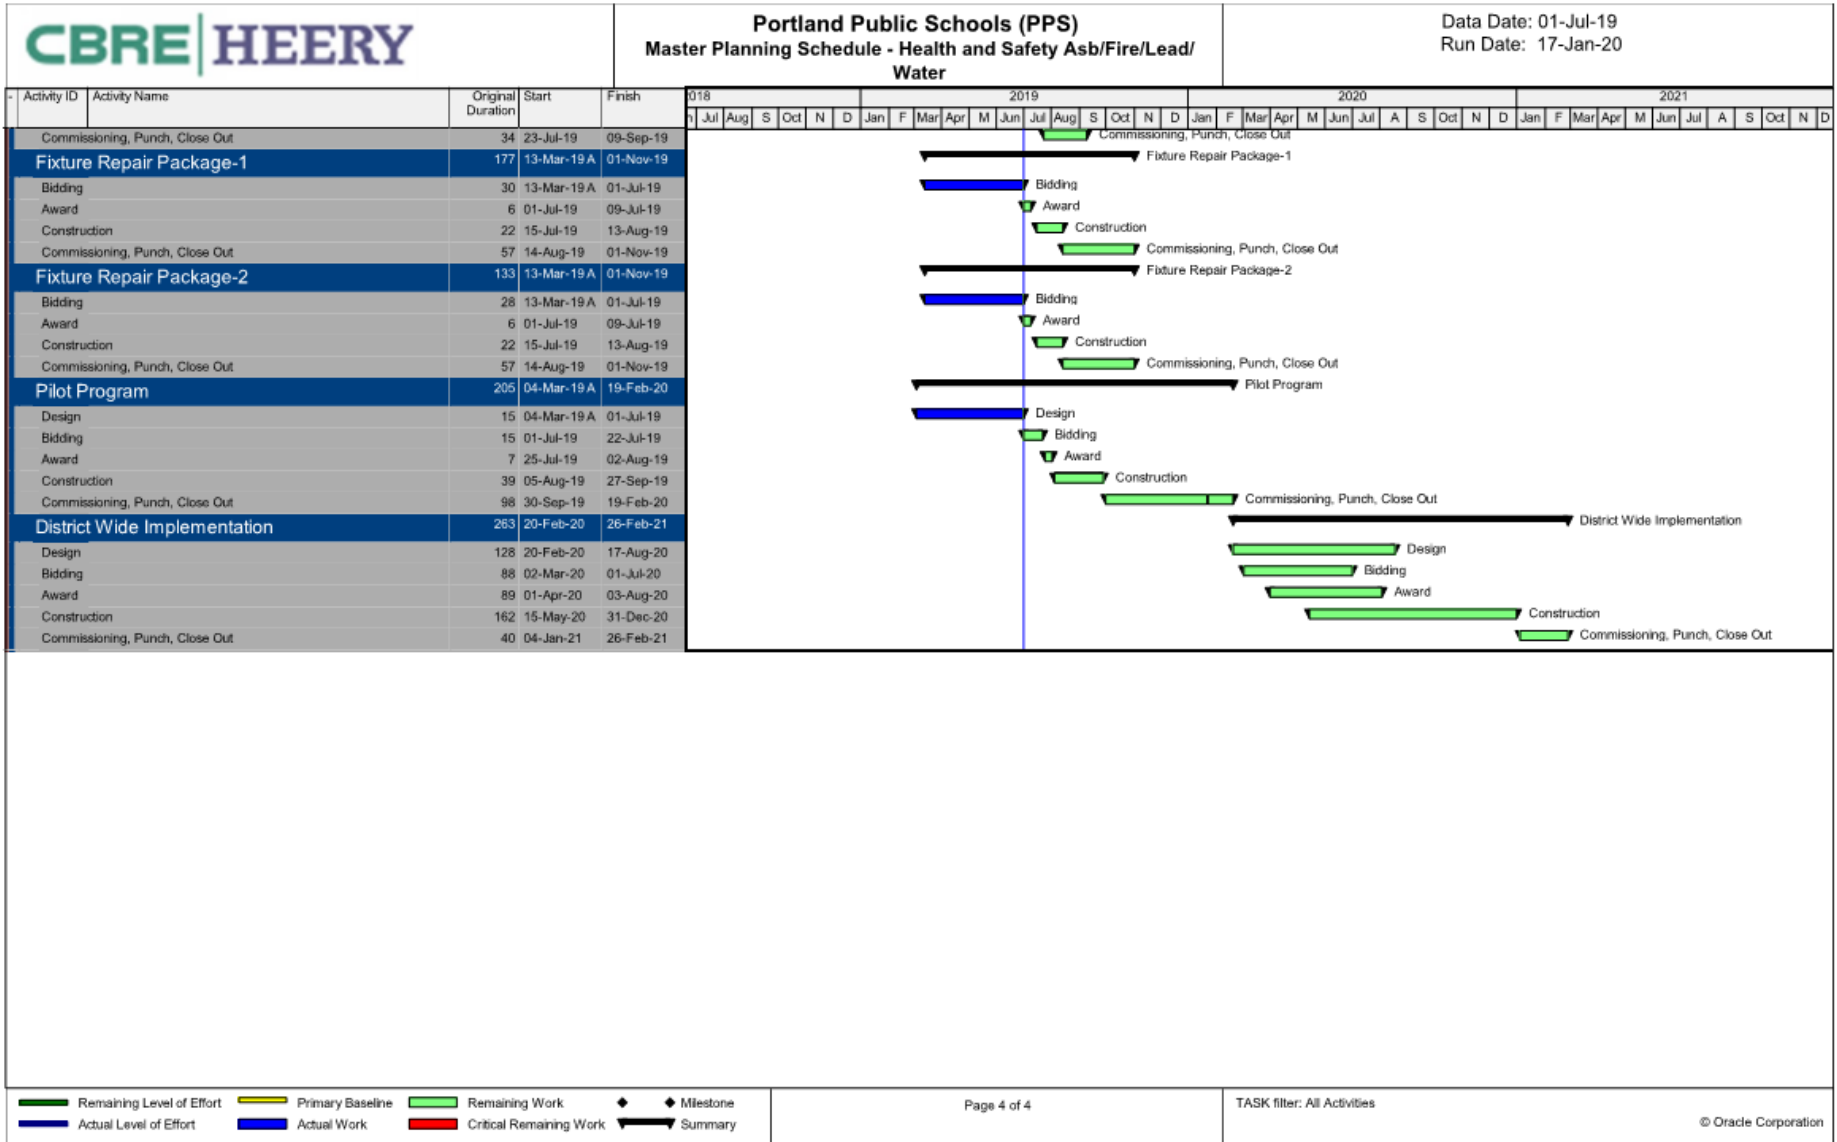 CBRE HEERY
Portland Public Schools (PPS)
Master Planning Schedule - Health and Safety Asb/Fire/Lead/
Water
Data Date: 01-Jul-19
Run Date: 17-Jan-20
- Activity ID Activity Name Original Duration Start Finish
2018 2019 2020 2021
n Jul Aug S Oct N D Jan F Mar Apr M Jun Jul Aug S Oct N D Jan F Mar Apr M Jun Jul A S Oct N D Jan F Mar Apr M Jun Jul A S Oct N D
Commissioning, Punch, Close Out 34 23-Jul-19 09-Sep-19 Commissioning, Punch, Close Out
Fixture Repair Package-1 177 13-Mar-19 A 01-Nov-19 Fixture Repair Package-1
Bidding 30 13-Mar-19 A 01-Jul-19 Bidding
Award 6 01-Jul-19 09-Jul-19 Award
Construction 22 15-Jul-19 13-Aug-19 Construction
Commissioning, Punch, Close Out 57 14-Aug-19 01-Nov-19 Commissioning, Punch, Close Out
Fixture Repair Package-2 133 13-Mar-19 A 01-Nov-19 Fixture Repair Package-2
Bidding 28 13-Mar-19 A 01-Jul-19 Bidding
Award 6 01-Jul-19 09-Jul-19 Award
Construction 22 15-Jul-19 13-Aug-19 Construction
Commissioning, Punch, Close Out 57 14-Aug-19 01-Nov-19 Commissioning, Punch, Close Out
Pilot Program 205 04-Mar-19 A 19-Feb-20 Pilot Program
Design 15 04-Mar-19 A 01-Jul-19 Design
Bidding 15 01-Jul-19 22-Jul-19 Bidding
Award 7 25-Jul-19 02-Aug-19 Award
Construction 39 05-Aug-19 27-Sep-19 Construction
Commissioning, Punch, Close Out 98 30-Sep-19 19-Feb-20 Commissioning, Punch, Close Out
District Wide Implementation 263 20-Feb-20 26-Feb-21 District Wide Implementation
Design 128 20-Feb-20 17-Aug-20 Design
Bidding 88 02-Mar-20 01-Jul-20 Bidding
Award 89 01-Apr-20 03-Aug-20 Award
Construction 162 15-May-20 31-Dec-20 Construction
Commissioning, Punch, Close Out 40 04-Jan-21 26-Feb-21 Commissioning, Punch, Close Out
Remaining Level of Effort Primary Baseline Remaining Work Milestone
Actual Level of Effort Actual Work Critical Remaining Work Summary
Page 4 of 4
TASK filter: All Activities
© Oracle Corporation